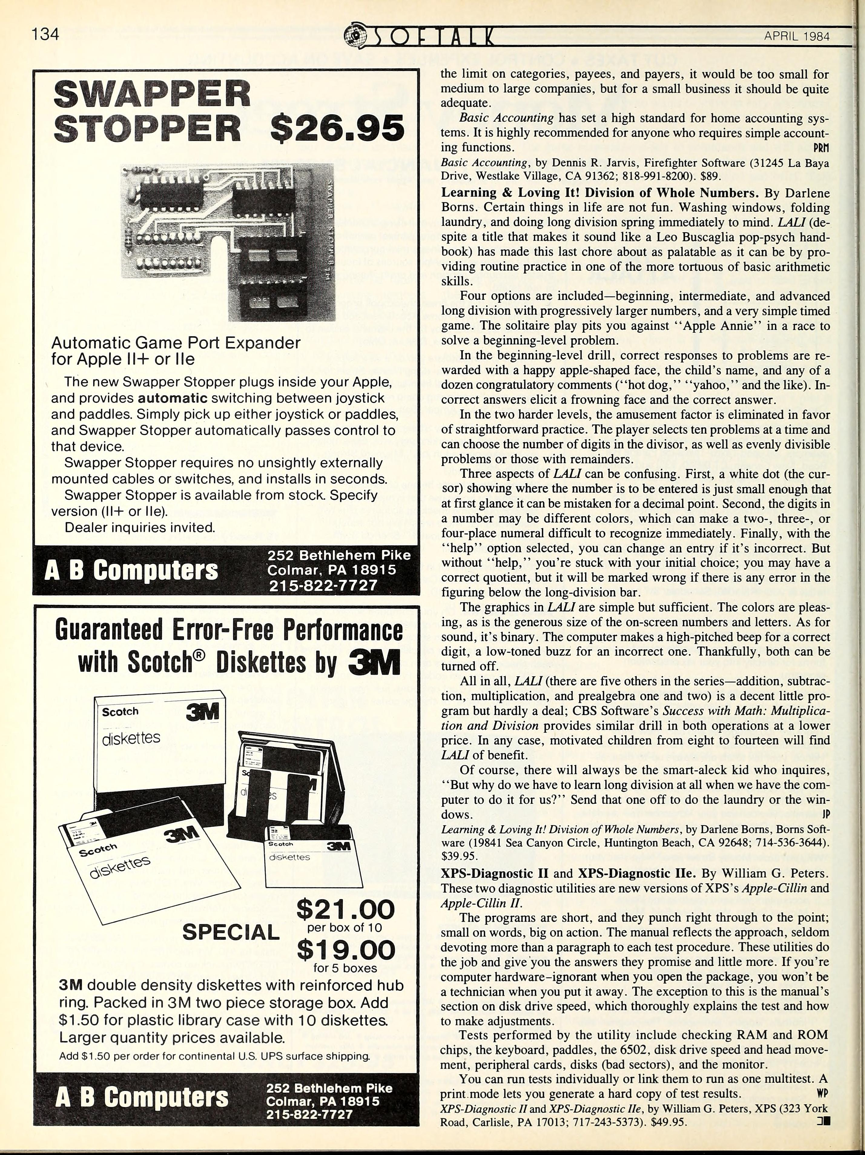 134
SOFTALK
APRIL 1984
SWAPPER
STOPPER $26.95
SWAPPER STOPPER TM
Automatic Game Port Expander
for Apple II+ or IIe
The new Swapper Stopper plugs inside your Apple,
and provides automatic switching between joystick
and paddles. Simply pick up either joystick or paddles,
and Swapper Stopper automatically passes control to
that device.
Swapper Stopper requires no unsightly externally
mounted cables or switches, and installs in seconds.
Swapper Stopper is available from stock. Specify
version (II+ or IIe).
Dealer inquiries invited.
A B Computers
252 Bethlehem Pike
Colmar, PA 18915
215-822-7727
Guaranteed Error-Free Performance
with Scotch® Diskettes by 3M
Scotch 3M
diskettes
Scotch 3M
diskettes
Scotch 3M
diskettes
SPECIAL
$21.00
per box of 10
$19.00
for 5 boxes
3M double density diskettes with reinforced hub
ring. Packed in 3M two piece storage box. Add
$1.50 for plastic library case with 10 diskettes.
Larger quantity prices available.
Add $1.50 per order for continental U.S. UPS surface shipping.
A B Computers
252 Bethlehem Pike
Colmar, PA 18915
215-822-7727
the limit on categories, payees, and payers, it would be too small for
medium to large companies, but for a small business it should be quite
adequate.
Basic Accounting has set a high standard for home accounting sys-
tems. It is highly recommended for anyone who requires simple account-
ing functions. PRM
Basic Accounting, by Dennis R. Jarvis, Firefighter Software (31245 La Baya
Drive, Westlake Village, CA 91362; 818-991-8200). $89.
Learning & Loving It! Division of Whole Numbers. By Darlene
Borns. Certain things in life are not fun. Washing windows, folding
laundry, and doing long division spring immediately to mind. LALI (de-
spite a title that makes it sound like a Leo Buscaglia pop-psych hand-
book) has made this last chore about as palatable as it can be by pro-
viding routine practice in one of the more tortuous of basic arithmetic
skills.
Four options are included—beginning, intermediate, and advanced
long division with progressively larger numbers, and a very simple timed
game. The solitaire play pits you against "Apple Annie" in a race to
solve a beginning-level problem.
In the beginning-level drill, correct responses to problems are re-
warded with a happy apple-shaped face, the child's name, and any of a
dozen congratulatory comments ("hot dog," "yahoo," and the like). In-
correct answers elicit a frowning face and the correct answer.
In the two harder levels, the amusement factor is eliminated in favor
of straightforward practice. The player selects ten problems at a time and
can choose the number of digits in the divisor, as well as evenly divisible
problems or those with remainders.
Three aspects of LALI can be confusing. First, a white dot (the cur-
sor) showing where the number is to be entered is just small enough that
at first glance it can be mistaken for a decimal point. Second, the digits in
a number may be different colors, which can make a two-, three-, or
four-place numeral difficult to recognize immediately. Finally, with the
"help" option selected, you can change an entry if it's incorrect. But
without "help," you're stuck with your initial choice; you may have a
correct quotient, but it will be marked wrong if there is any error in the
figuring below the long-division bar.
The graphics in LALI are simple but sufficient. The colors are pleas-
ing, as is the generous size of the on-screen numbers and letters. As for
sound, it's binary. The computer makes a high-pitched beep for a correct
digit, a low-toned buzz for an incorrect one. Thankfully, both can be
turned off.
All in all, LALI (there are five others in the series—addition, subtrac-
tion, multiplication, and prealgebra one and two) is a decent little pro-
gram but hardly a deal; CBS Software's Success with Math: Multiplica-
tion and Division provides similar drill in both operations at a lower
price. In any case, motivated children from eight to fourteen will find
LALI of benefit.
Of course, there will always be the smart-aleck kid who inquires,
"But why do we have to learn long division at all when we have the com-
puter to do it for us?" Send that one off to do the laundry or the win-
dows. JP
Learning & Loving It! Division of Whole Numbers, by Darlene Borns, Borns Soft-
ware (19841 Sea Canyon Circle, Huntington Beach, CA 92648; 714-536-3644).
$39.95.
XPS-Diagnostic II and XPS-Diagnostic IIe. By William G. Peters.
These two diagnostic utilities are new versions of XPS's Apple-Cillin and
Apple-Cillin II.
The programs are short, and they punch right through to the point;
small on words, big on action. The manual reflects the approach, seldom
devoting more than a paragraph to each test procedure. These utilities do
the job and give you the answers they promise and little more. If you're
computer hardware–ignorant when you open the package, you won't be
a technician when you put it away. The exception to this is the manual's
section on disk drive speed, which thoroughly explains the test and how
to make adjustments.
Tests performed by the utility include checking RAM and ROM
chips, the keyboard, paddles, the 6502, disk drive speed and head move-
ment, peripheral cards, disks (bad sectors), and the monitor.
You can run tests individually or link them to run as one multitest. A
print mode lets you generate a hard copy of test results. WP
XPS-Diagnostic II and XPS-Diagnostic IIe, by William G. Peters, XPS (323 York
Road, Carlisle, PA 17013; 717-243-5373). $49.95.